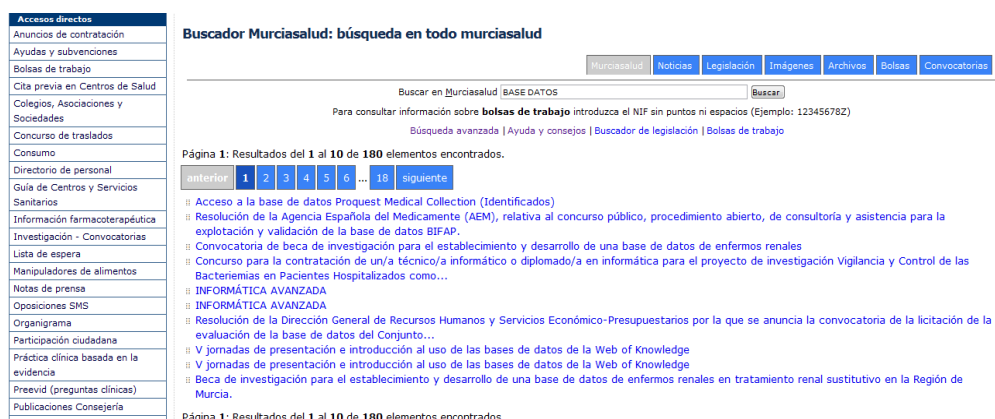 Accesos directos
Anuncios de contratación
Ayudas y subvenciones
Bolsas de trabajo
Cita previa en Centros de Salud
Colegios, Asociaciones y
Sociedades
Concurso de traslados
Consumo
Directorio de personal
Guía de Centros y Servicios
Sanitarios
Información farmacoterapéutica
Investigación - Convocatorias
Lista de espera
Manipuladores de alimentos
Notas de prensa
Oposiciones SMS
Organigrama
Participación ciudadana
Práctica clínica basada en la
evidencia
Preevid (preguntas clínicas)
Publicaciones Consejería
Buscador Murciasalud: búsqueda en todo murciasalud
Murciasalud Noticias Legislación Imágenes Archivos Bolsas Convocatorias
Buscar en Murciasalud BASE DATOS Buscar
Para consultar información sobre bolsas de trabajo introduzca el NIF sin puntos ni espacios (Ejemplo: 12345678Z)
Búsqueda avanzada | Ayuda y consejos | Buscador de legislación | Bolsas de trabajo
Página 1: Resultados del 1 al 10 de 180 elementos encontrados.
anterior 1 2 3 4 5 6 ... 18 siguiente
Acceso a la base de datos Proquest Medical Collection (Identificados)
Resolución de la Agencia Española del Medicamente (AEM), relativa al concurso público, procedimiento abierto, de consultoría y asistencia para la
explotación y validación de la base de datos BIFAP.
Convocatoria de beca de investigación para el establecimiento y desarrollo de una base de datos de enfermos renales
Concurso para la contratación de un/a técnico/a informático o diplomado/a en informática para el proyecto de investigación Vigilancia y Control de las
Bacteriemias en Pacientes Hospitalizados como...
INFORMÁTICA AVANZADA
INFORMÁTICA AVANZADA
Resolución de la Dirección General de Recursos Humanos y Servicios Económico-Presupuestarios por la que se anuncia la convocatoria de la licitación de la
evaluación de la base de datos del Conjunto...
V jornadas de presentación e introducción al uso de las bases de datos de la Web of Knowledge
V jornadas de presentación e introducción al uso de las bases de datos de la Web of Knowledge
Beca de investigación para el establecimiento y desarrollo de una base de datos de enfermos renales en tratamiento renal sustitutivo en la Región de
Murcia.
Página 1: Resultados del 1 al 10 de 180 elementos encontrados.